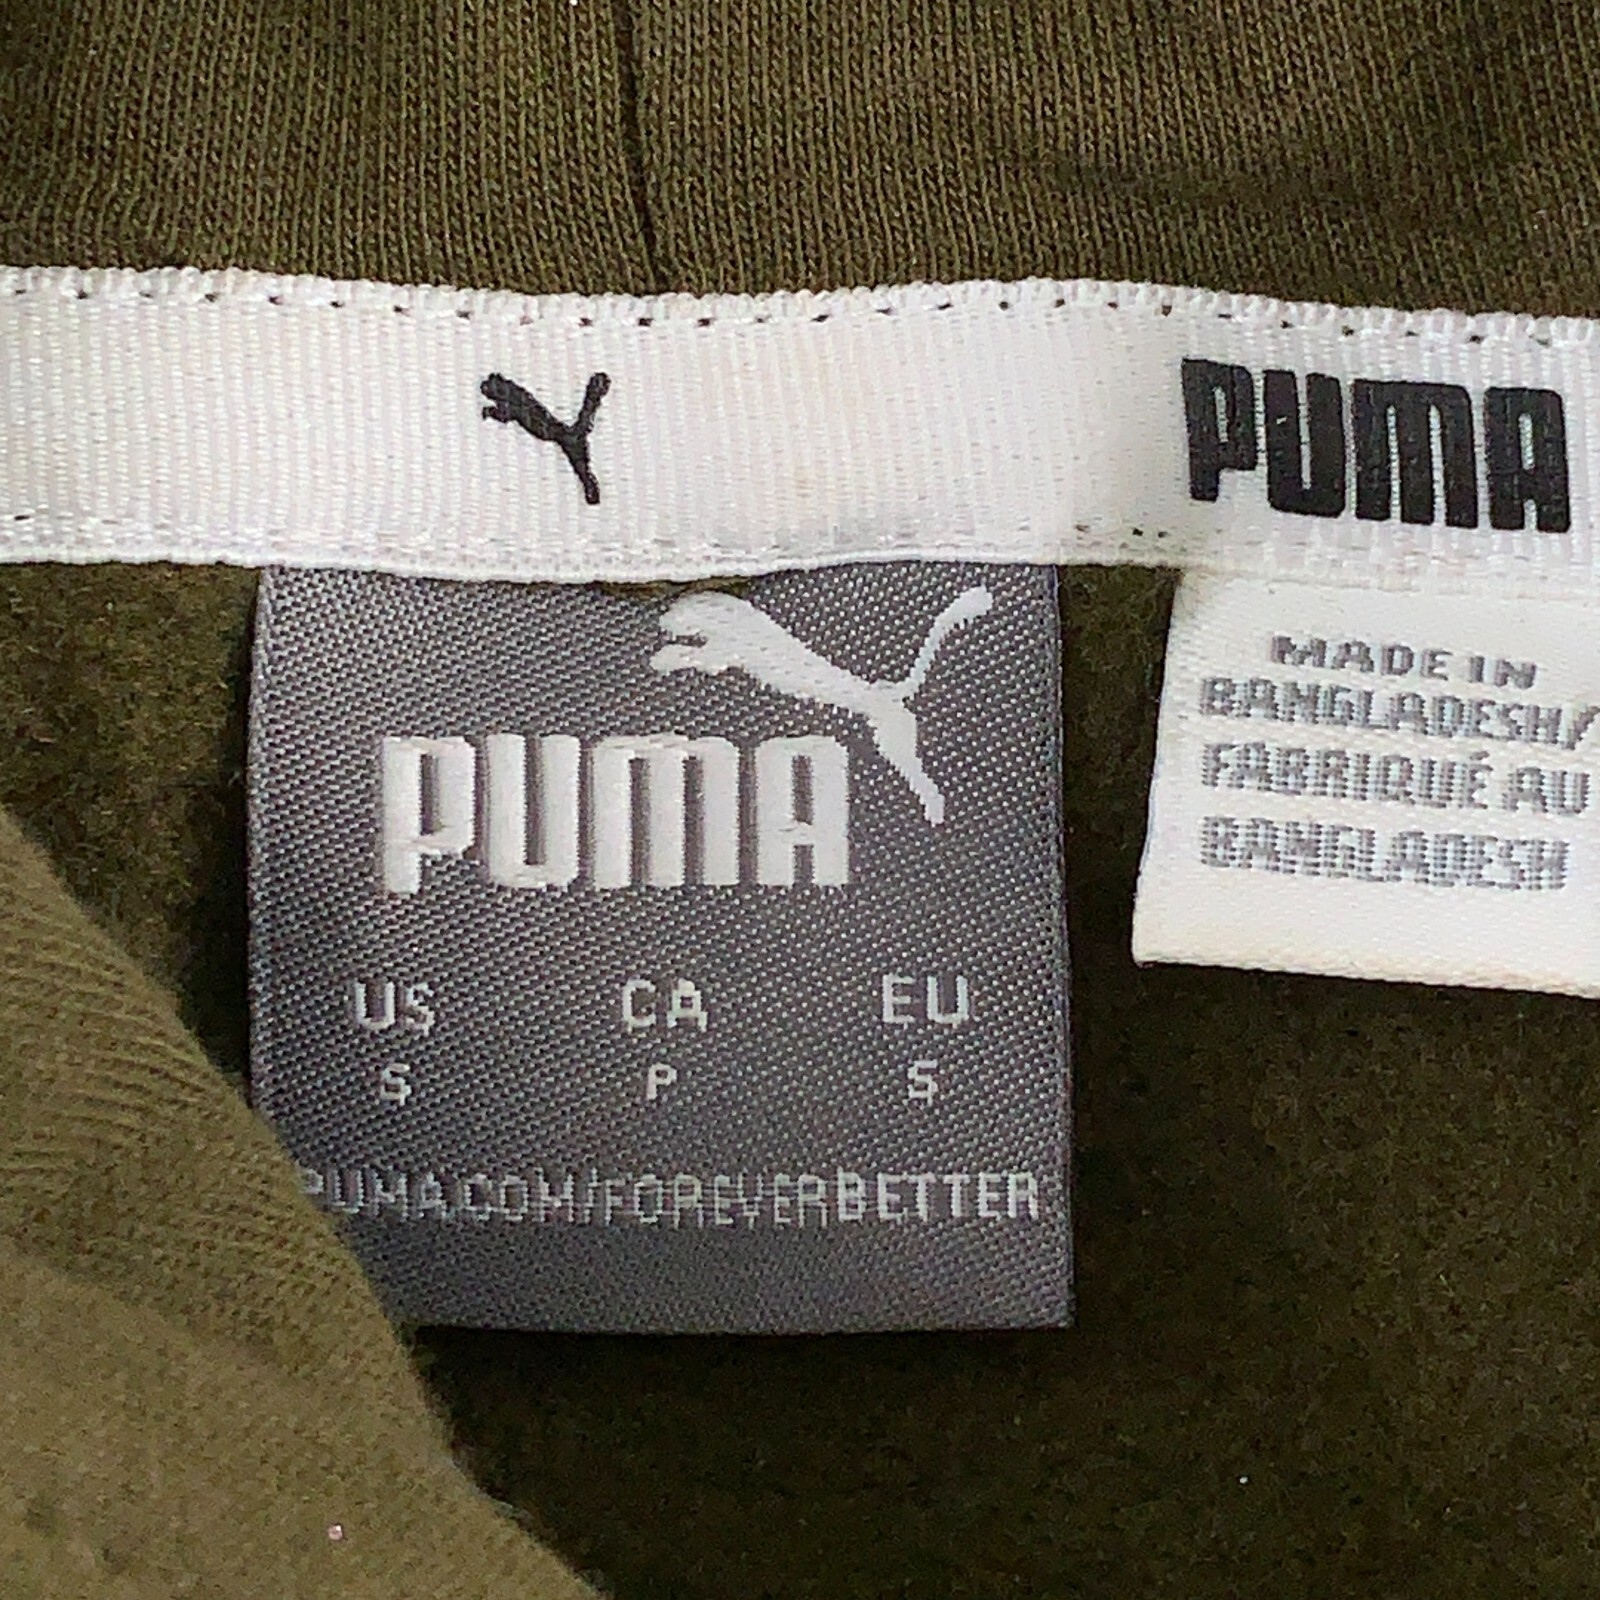 PUMA
PUMA
US CA EU
S P S
PUMA.COM/FOREVERBETTER
MADE IN
BANGLADESH/
FABRIQUÉ AU
BANGLADESH